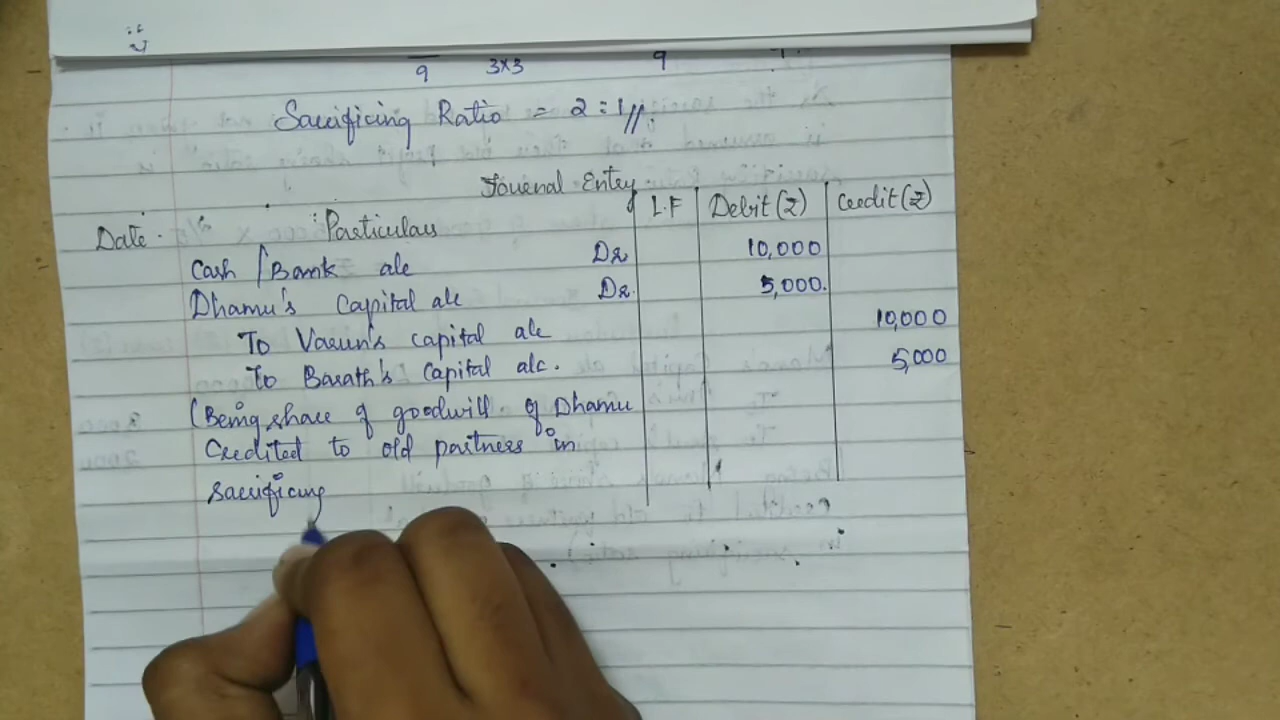 9 3×3 9
Sacrificing Ratio = 2:1//.
Journal Entry
Date. Particulars L.F Debit (₹) Credit (₹)
Cash / Bank a/c Dr 10,000
Dhamu's Capital a/c Dr. 5,000.
To Varun's capital a/c 10,000
To Barath's Capital a/c. 5,000
(Being share of goodwill of Dhamu
Credited to old partners in
sacrificing